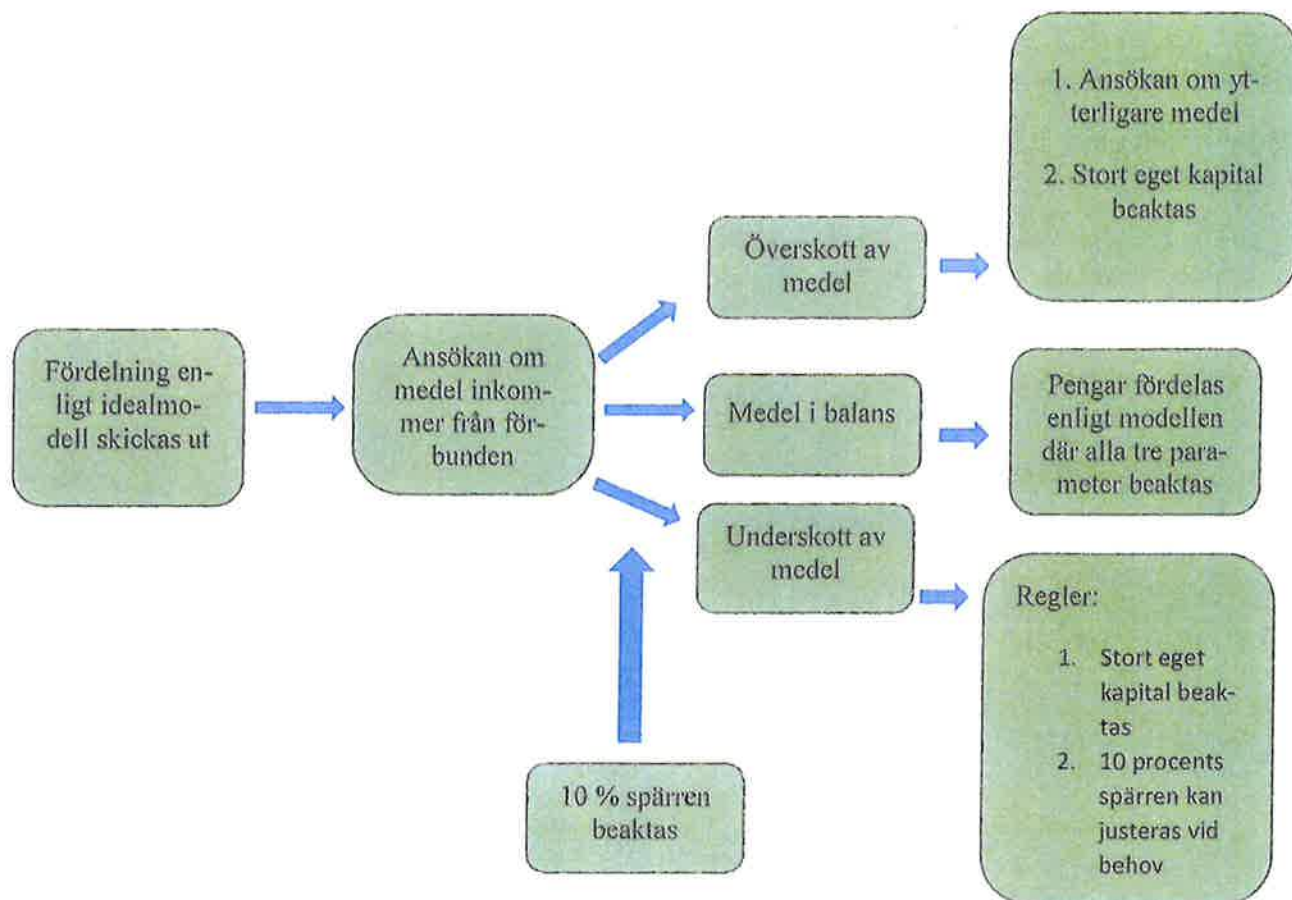 Fördelning en-
ligt idealmo-
dell skickas ut
Ansökan om
medel inkom-
mer från för-
bunden
Överskott av
medel
1. Ansökan om yt-
terligare medel
2. Stort eget kapital
beaktas
Medel i balans
Pengar fördelas
enligt modellen
där alla tre para-
meter beaktas
Underskott av
medel
Regler:
1. Stort eget
kapital beak-
tas
2. 10 procents
spärren kan
justeras vid
behov
10 % spärren
beaktas